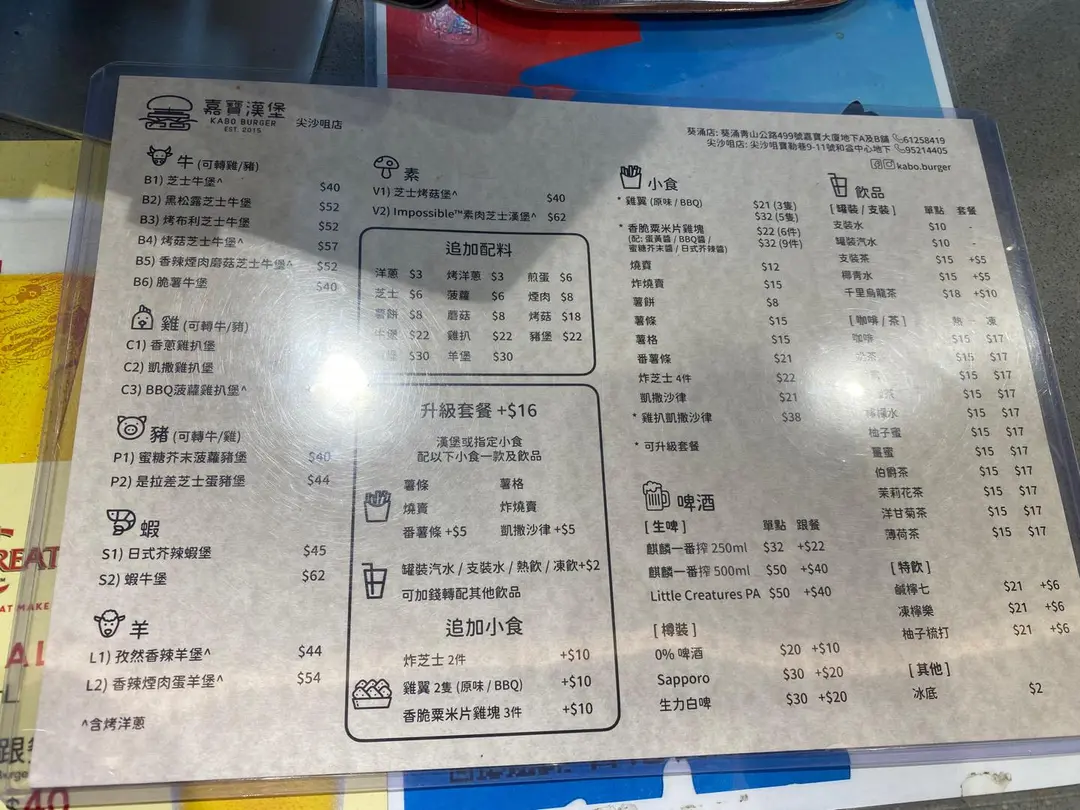 嘉寶漢堡
KABO BURGER
EST 2015
尖沙咀店
葵涌店: 葵涌青山公路499號嘉寶大廈地下A及B舖 61258419
尖沙咀店: 尖沙咀寶勒巷9-11號和合中心地下 95214405
kabo.burger
牛 (可轉雞/豬)
B1) 芝士牛堡^ $40
B2) 黑松露芝士牛堡 $52
B3) 烤布利芝士牛堡 $52
B4) 烤菇芝士牛堡^ $57
B5) 香辣煙肉磨菇芝士牛堡^ $52
B6) 脆薯牛堡 $40
雞 (可轉牛/豬)
C1) 香蔥雞扒堡
C2) 凱撒雞扒堡
C3) BBQ菠蘿雞扒堡^
豬 (可轉牛/雞)
P1) 蜜糖芥末菠蘿豬堡 $40
P2) 是拉差芝士蛋豬堡 $44
蝦
S1) 日式芥辣蝦堡 $45
S2) 蝦牛堡 $62
羊
L1) 孜然香辣羊堡^ $44
L2) 香辣煙肉蛋羊堡^ $54
^含烤洋蔥
素
V1) 芝士烤菇堡^ $40
V2) Impossible™素肉芝士漢堡^ $62
追加配料
洋蔥 $3 烤洋蔥 $3 煎蛋 $6
芝士 $6 菠蘿 $6 煙肉 $8
薯餅 $8 蘑菇 $8 烤菇 $18
牛堡 $22 雞扒 $22 豬堡 $22
堡 $30 羊堡 $30
升級套餐 +$16
漢堡或指定小食
配以下小食一款及飲品
薯條 薯格
燒賣 炸燒賣
番薯條 +$5 凱撒沙律 +$5
罐裝汽水 / 支裝水 / 熱飲 / 凍飲+$2
可加錢轉配其他飲品
追加小食
炸芝士 2件 +$10
雞翼 2隻 (原味 / BBQ) +$10
香脆粟米片雞塊 3件 +$10
小食
* 雞翼 (原味 / BBQ) $21 (3隻)
$32 (5隻)
* 香脆粟米片雞塊 $22 (6件)
(配: 蛋黃醬 / BBQ醬 / $32 (9件)
蜜糖芥末醬 / 日式芥辣醬)
燒賣 $12
炸燒賣 $15
薯餅 $8
薯條 $15
薯格 $15
番薯條 $21
炸芝士 4件 $22
凱撒沙律 $21
* 雞扒凱撒沙律 $38
* 可升級套餐
啤酒
[ 生啤 ] 單點 跟餐
麒麟一番搾 250ml $32 +$22
麒麟一番搾 500ml $50 +$40
Little Creatures PA $50 +$40
[ 樽裝 ]
0% 啤酒 $20 +$10
Sapporo $30 +$20
生力白啤 $30 +$20
飲品
[ 罐裝 / 支裝 ] 單點 套餐
支裝水 $10 -
罐裝汽水 $10 -
支裝茶 $15 +$5
椰青水 $15 +$5
千里烏龍茶 $18 +$10
[ 咖啡 / 茶 ] 熱 凍
咖啡 $15 $17
茶 $15 $17
$15 $17
茶 $15 $17
檸檬水 $15 $17
柚子蜜 $15 $17
薑蜜 $15 $17
伯爵茶 $15 $17
茉莉花茶 $15 $17
洋甘菊茶 $15 $17
薄荷茶 $15 $17
[ 特飲 ]
鹹檸七 $21 +$6
凍檸樂 $21 +$6
柚子梳打 $21 +$6
[ 其他 ]
冰底 $2
REAT
AT MAKE
AL
跟
Burge
$40